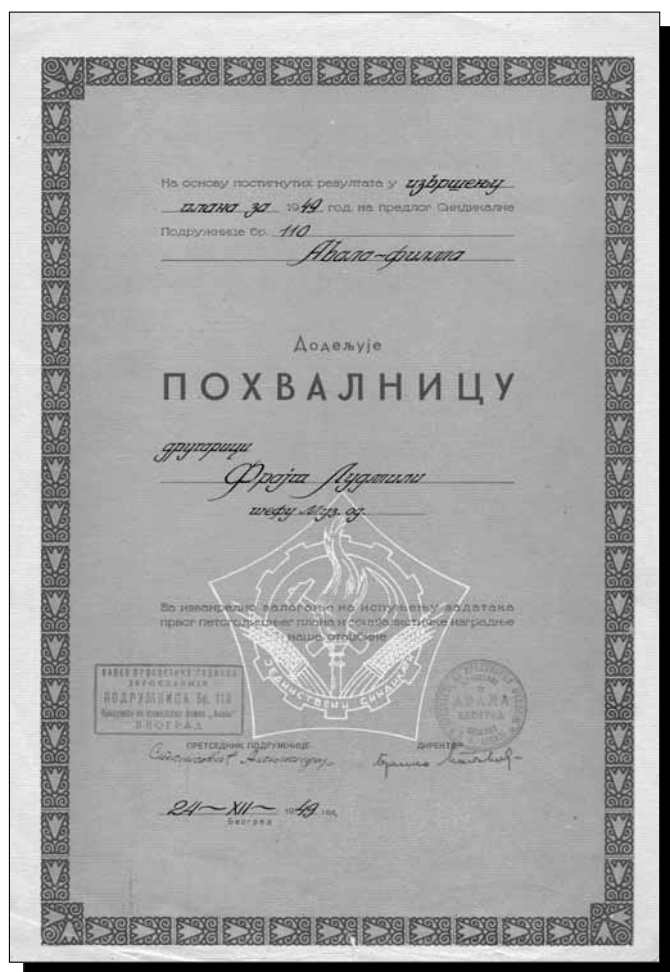 На основу постигнутих резултата у извршењу
плана за 1949 год. на предлог Синдикалне
Подружнице бр. 110
Авала-филма
Додељује
ПОХВАЛНИЦУ
другарици
Фрајт Лудмили
шефу Муз. од.
За изванредно залагање на испуњењу задатака
првог петогодишњег плана и социјалистичке изградње
наше отаџбине
ЈЕДИНСТВЕНИ СИНДИКАТИ
ПОДРУЖНИЦА Бр. 110
БЕОГРАД
АВАЛА
БЕОГРАД
ПРЕТСЕДНИК ПОДРУЖНИЦЕ
ДИРЕКТОР
24-XII-1949 год.
Београд